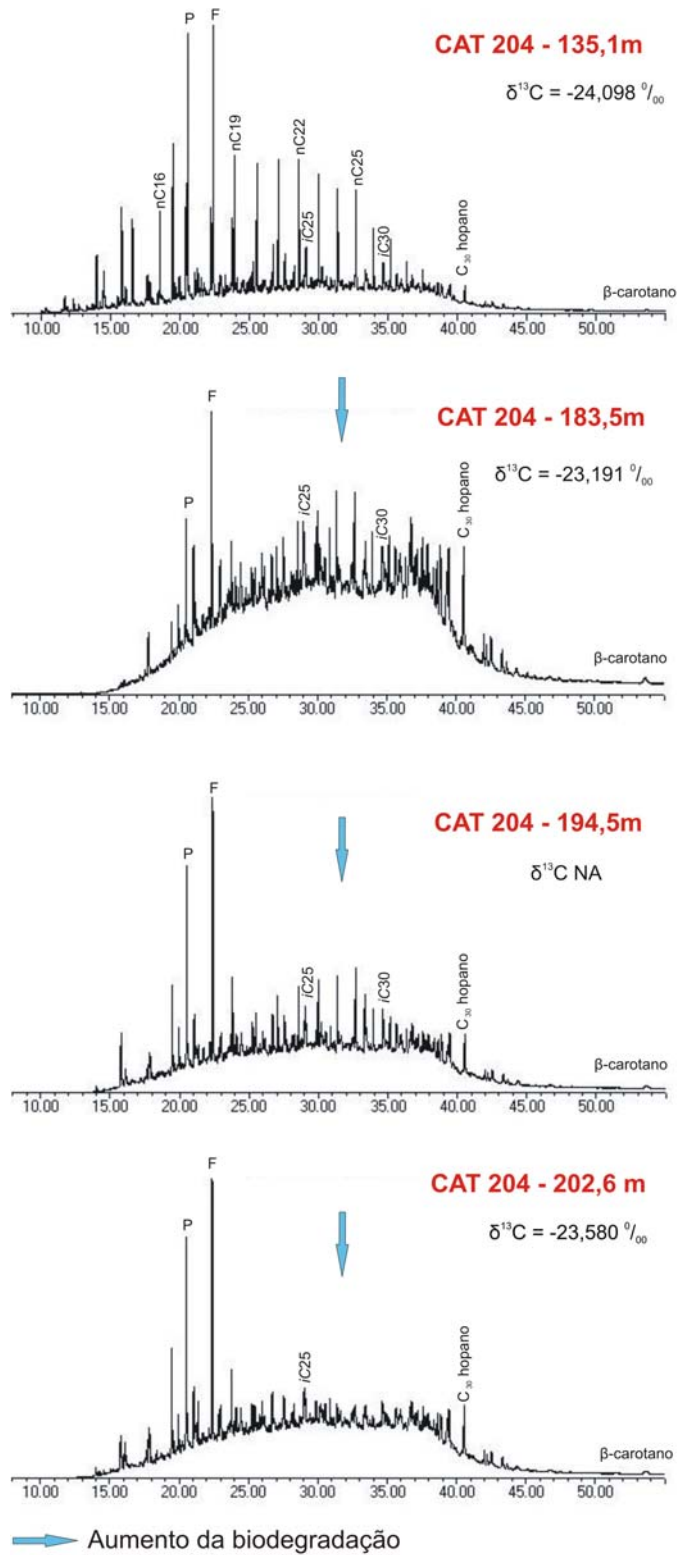 P
F
CAT 204 - 135,1m
δ¹³C = -24,098 ⁰/₀₀
nC16
nC19
nC22
iC25
nC25
iC30
C₃₀ hopano
β-carotano
10.00 15.00 20.00 25.00 30.00 35.00 40.00 45.00 50.00
F
P
CAT 204 - 183,5m
δ¹³C = -23,191 ⁰/₀₀
iC25
iC30
C₃₀ hopano
β-carotano
10.00 15.00 20.00 25.00 30.00 35.00 40.00 45.00 50.00
F
P
CAT 204 - 194,5m
δ¹³C NA
iC25
iC30
C₃₀ hopano
β-carotano
10.00 15.00 20.00 25.00 30.00 35.00 40.00 45.00 50.00
F
P
CAT 204 - 202,6 m
δ¹³C = -23,580 ⁰/₀₀
iC25
C₃₀ hopano
β-carotano
10.00 15.00 20.00 25.00 30.00 35.00 40.00 45.00 50.00
Aumento da biodegradação